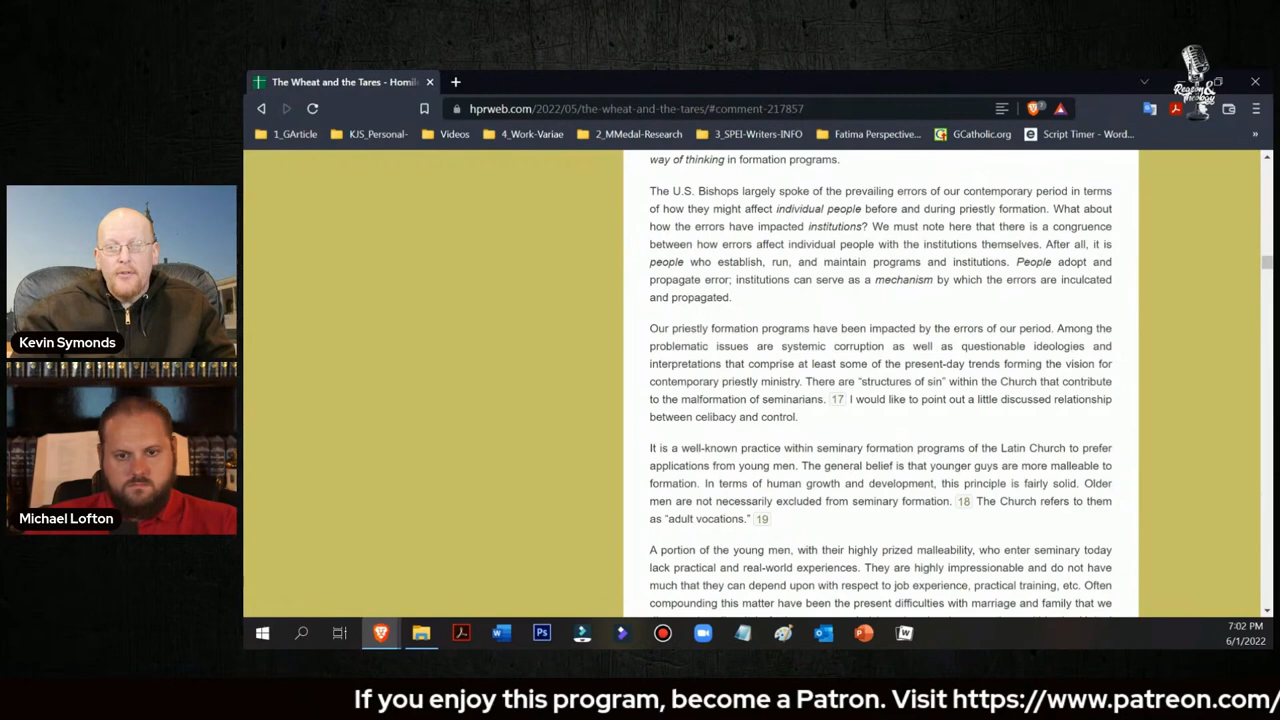 Reason &
Theology
The Wheat and the Tares - Homil
hprweb.com/2022/05/the-wheat-and-the-tares/#comment-217857
1_GArticle KJS_Personal- Videos 4_Work-Variae 2_MMedal-Research 3_SPEI-Writers-INFO Fatima Perspective... GCatholic.org Script Timer - Word...
way of thinking in formation programs.
The U.S. Bishops largely spoke of the prevailing errors of our contemporary period in terms
of how they might affect individual people before and during priestly formation. What about
how the errors have impacted institutions? We must note here that there is a congruence
between how errors affect individual people with the institutions themselves. After all, it is
people who establish, run, and maintain programs and institutions. People adopt and
propagate error; institutions can serve as a mechanism by which the errors are inculcated
and propagated.
Our priestly formation programs have been impacted by the errors of our period. Among the
problematic issues are systemic corruption as well as questionable ideologies and
interpretations that comprise at least some of the present-day trends forming the vision for
contemporary priestly ministry. There are “structures of sin” within the Church that contribute
to the malformation of seminarians. 17 I would like to point out a little discussed relationship
between celibacy and control.
It is a well-known practice within seminary formation programs of the Latin Church to prefer
applications from young men. The general belief is that younger guys are more malleable to
formation. In terms of human growth and development, this principle is fairly solid. Older
men are not necessarily excluded from seminary formation. 18 The Church refers to them
as “adult vocations.” 19
A portion of the young men, with their highly prized malleability, who enter seminary today
lack practical and real-world experiences. They are highly impressionable and do not have
much that they can depend upon with respect to job experience, practical training, etc. Often
compounding this matter have been the present difficulties with marriage and family that we
Kevin Symonds
Michael Lofton
7:02 PM
6/1/2022
If you enjoy this program, become a Patron. Visit https://www.patreon.com/